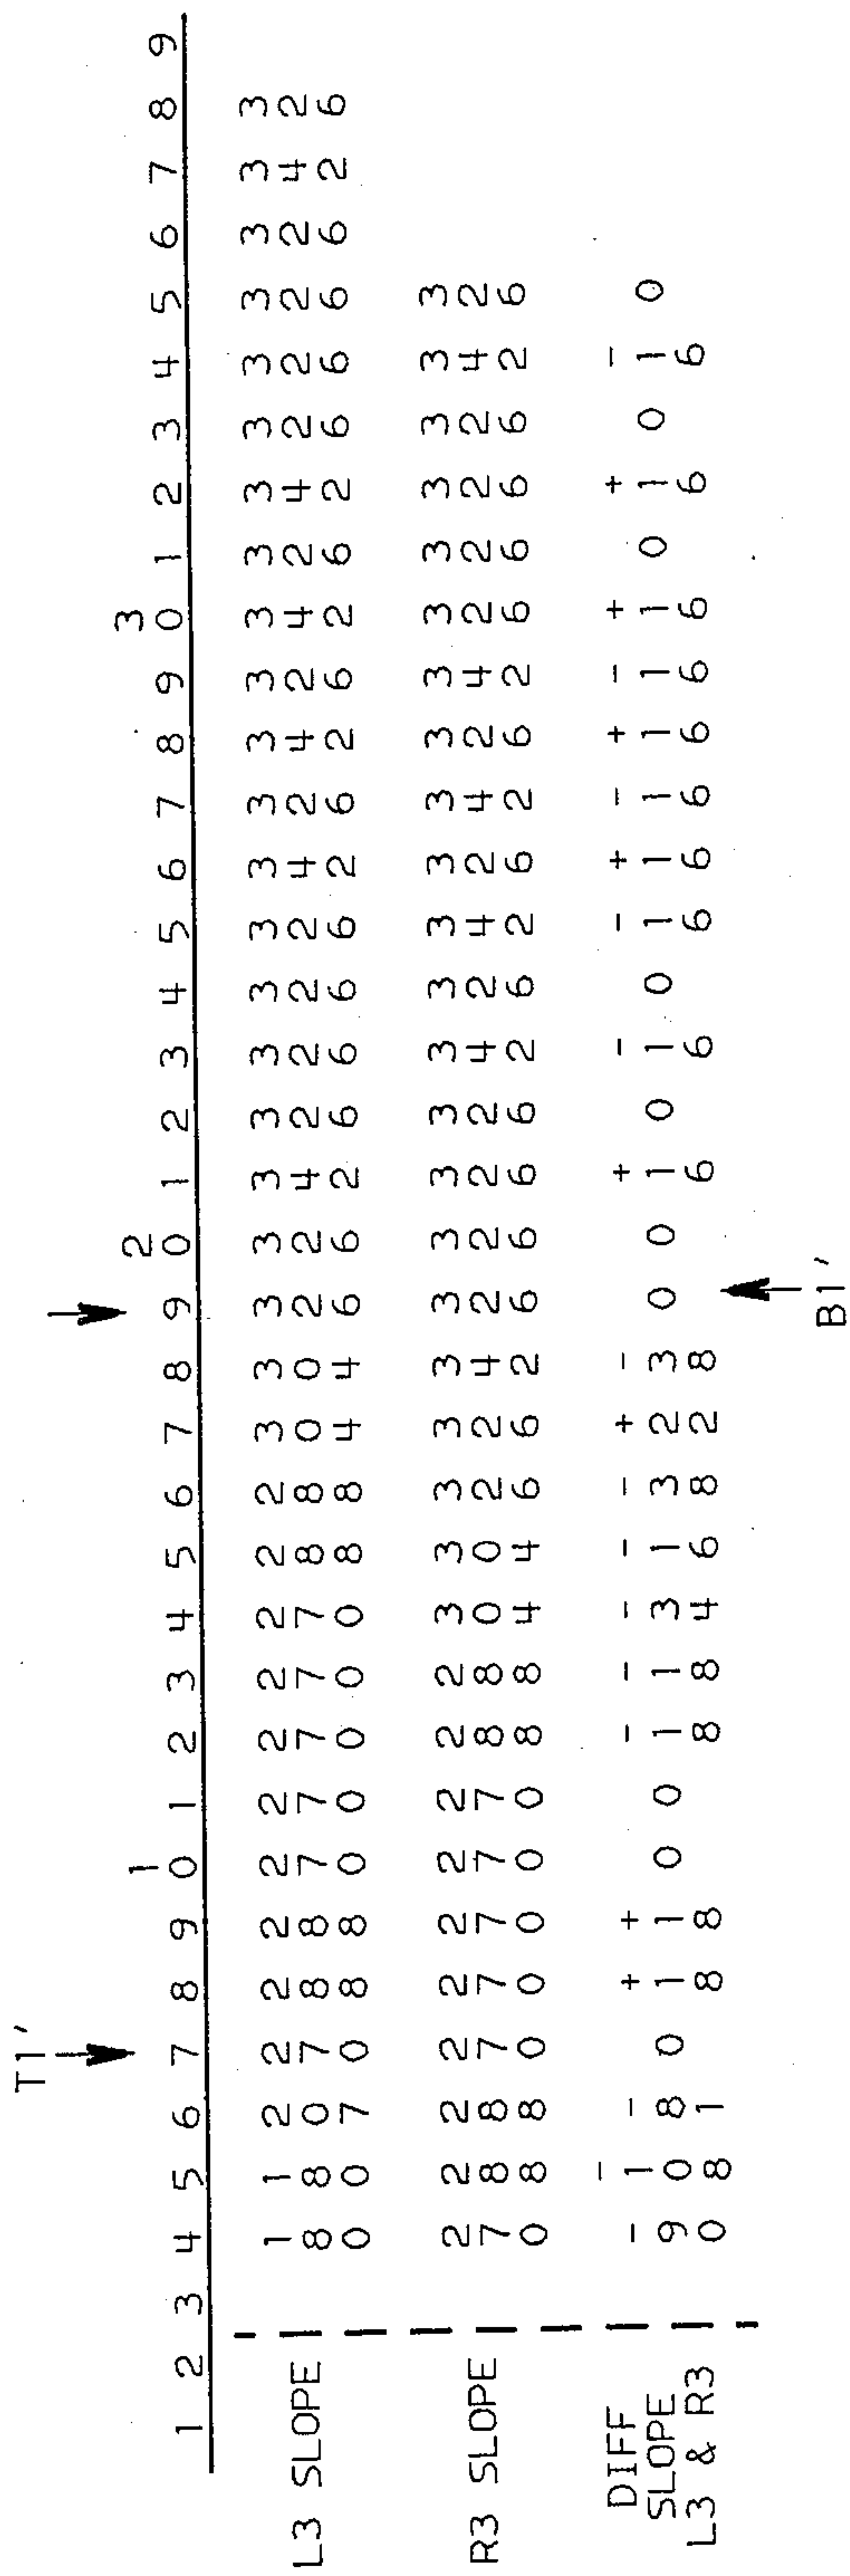 T1'
1 2 3 4 5 6 7 8 9 10 1 2 3 4 5 6 7 8 9 20 1 2 3 4 5 6 7 8 9 30 1 2 3 4 5 6 7 8 9
L3 SLOPE 180 180 207 270 288 288 270 270 270 270 270 288 288 304 304 326 326 342 326 326 326 326 342 326 342 326 342 326 342 326 326 326 326 342 326
R3 SLOPE 270 288 288 270 270 270 270 270 288 288 304 304 326 326 342 326 326 326 326 342 326 342 326 342 326 342 326 326 326 326 342 326
DIFF
SLOPE
L3 & R3 -90 -108 -81 0 +18 +18 0 0 -18 -18 -34 -16 -38 +22 -38 0 0 +16 0 -16 0 -16 +16 -16 +16 -16 +16 0 +16 0 -16 0
B1'